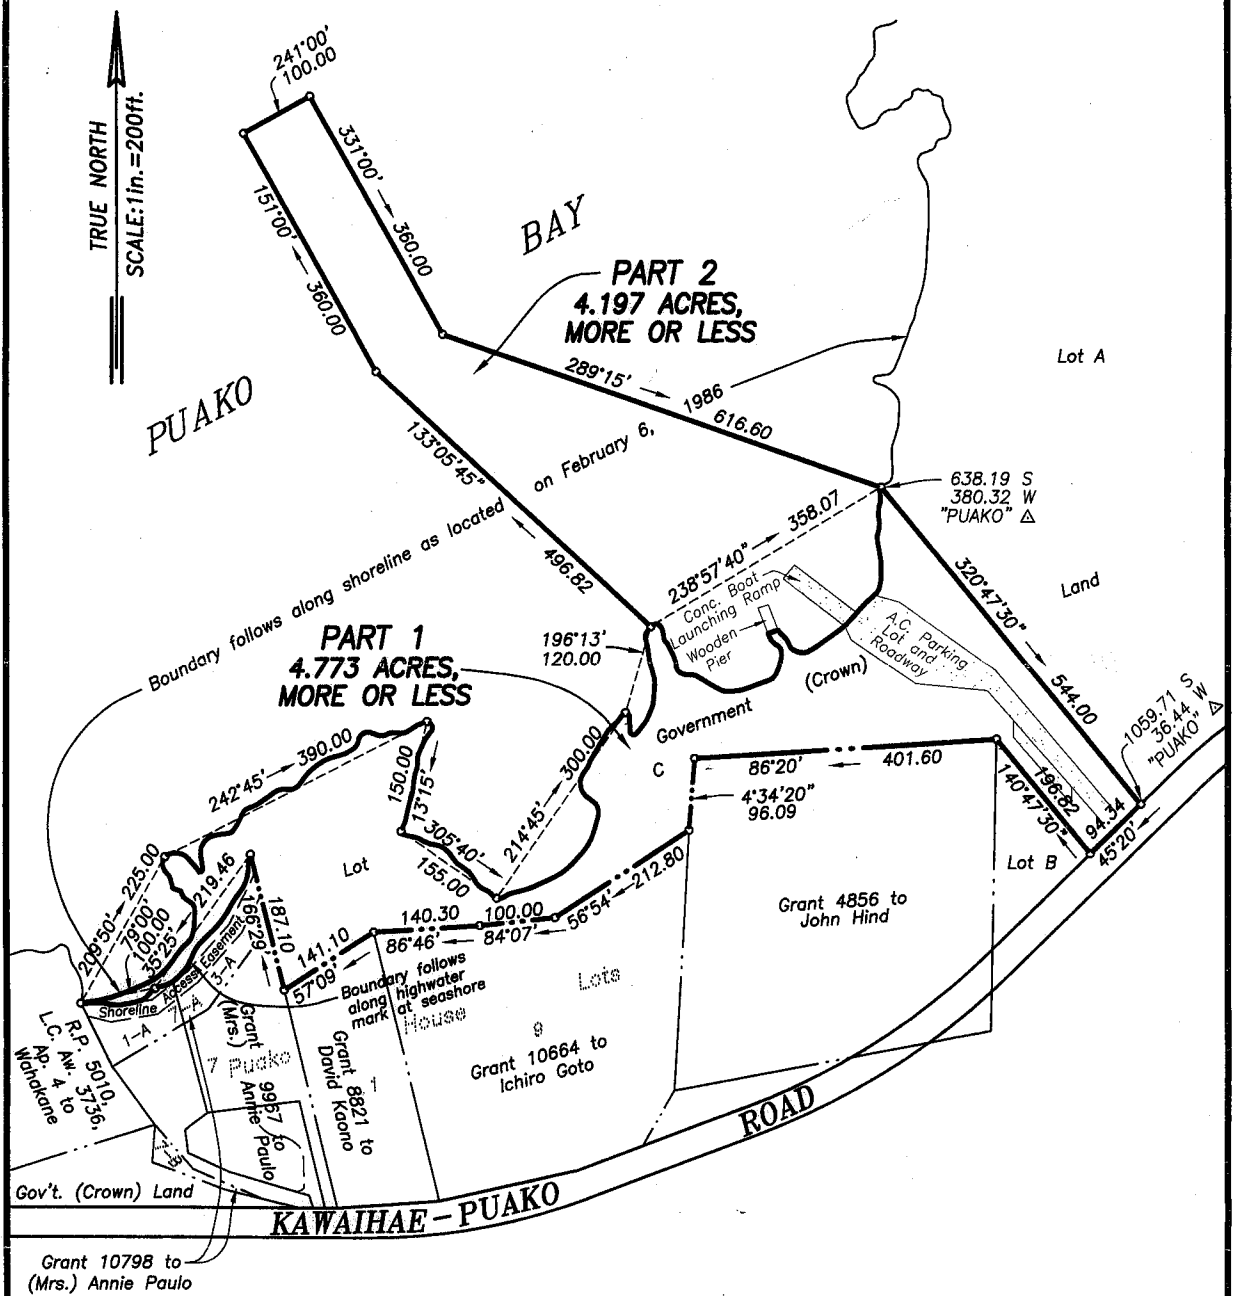 TRUE NORTH
SCALE:1in.=200ft.
241°00'
100.00
331°00'
360.00
151°00'
360.00
BAY
PUAKO
PART 2
4.197 ACRES,
MORE OR LESS
289°15'
616.60
Lot A
133°05'45"
496.82
Boundary follows along shoreline as located on February 6, 1986
638.19 S
380.32 W
"PUAKO" △
238°57'40"
358.07
Conc. Boat
Launching Ramp
Wooden
Pier
A.C. Parking
Lot and
Roadway
320°47'30"
544.00
Land
(Crown)
Government
1059.71 S
36.44 W
"PUAKO" △
PART 1
4.773 ACRES,
MORE OR LESS
196°13'
120.00
242°45'
390.00
150.00
13°15'
305°40'
155.00
214°45'
300.00
C
86°20'
401.60
4°34'20"
96.09
196.82
140°47'30"
94.34
45°20'
Lot B
Lot
209°50'
225.00
79°00'
100.00
219.46
35°25'
187.10
166°29'
141.10
57°09'
140.30
86°46'
100.00
84°07'
212.80
56°54'
Boundary follows
along highwater
mark at seashore
Shoreline Access Easement
1-A
7-A
3-A
R.P. 5010,
L.C. Aw. 3736,
Ap. 4 to
Wahakane
Grant 9967 to
(Mrs.) Annie Paulo
7 Puako House Lots
1
9
Grant 8821 to
David Kaono
Grant 10664 to
Ichiro Goto
Grant 4856 to
John Hind
Gov't. (Crown) Land
KAWAIHAE-PUAKO ROAD
Grant 10798 to
(Mrs.) Annie Paulo